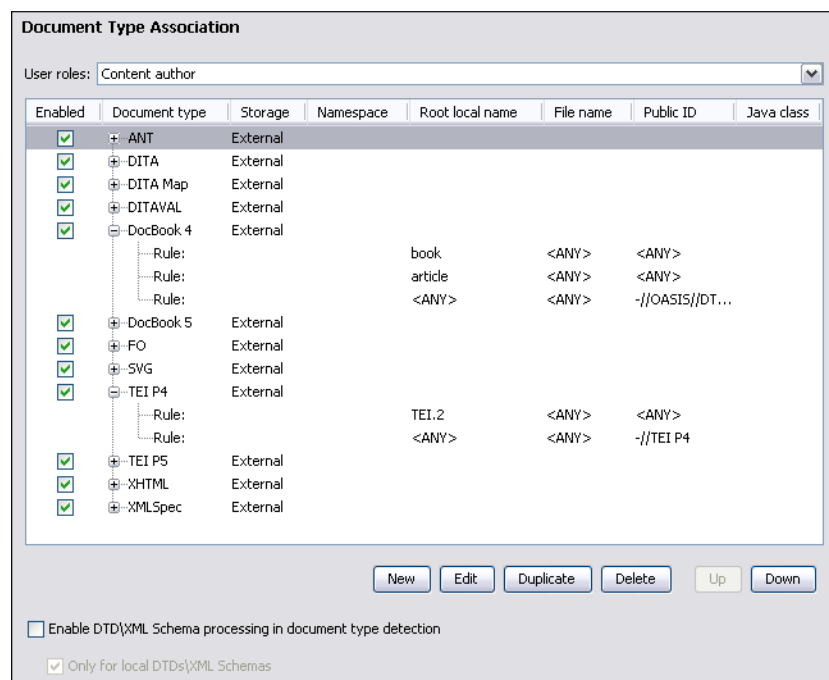 Document Type Association
User roles: Content author
Enabled Document type Storage Namespace Root local name File name Public ID Java class
ANT External
DITA External
DITA Map External
DITAVAL External
DocBook 4 External
Rule: book <ANY> <ANY>
Rule: article <ANY> <ANY>
Rule: <ANY> <ANY> -//OASIS//DT...
DocBook 5 External
FO External
SVG External
TEI P4 External
Rule: TEI.2 <ANY> <ANY>
Rule: <ANY> <ANY> -//TEI P4
TEI P5 External
XHTML External
XMLSpec External
New Edit Duplicate Delete Up Down
Enable DTD\XML Schema processing in document type detection
Only for local DTDs\XML Schemas